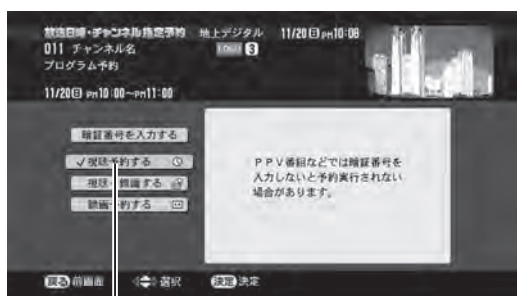 放送日時・チャンネル指定予約 地上デジタル 11/20日 PM10:08
011 チャンネル名 3
プログラム予約
11/20日 PM10:00~PM11:00
暗証番号を入力する
✓視聴予約する
視聴・録画する
録画予約する
PPV番組などでは暗証番号を
入力しないと予約実行されない
場合があります。
戻る 前画面 選択 決定 決定